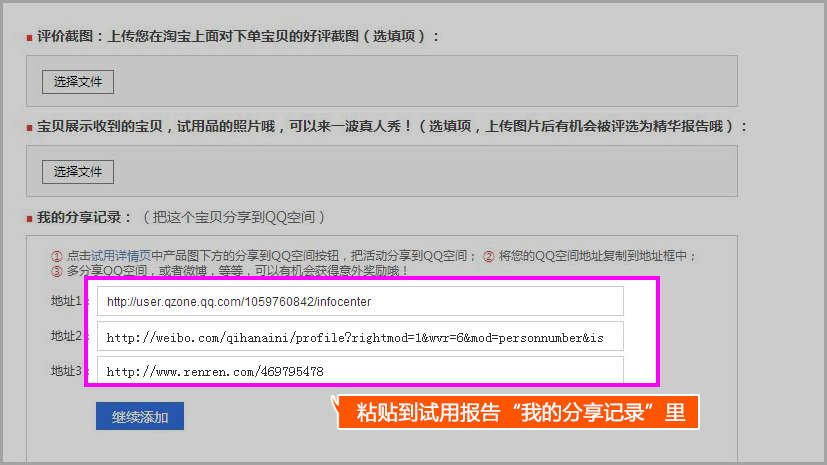 评价截图：上传您在淘宝上面对下单宝贝的好评截图（选填项）：
选择文件
宝贝展示收到的宝贝，试用品的照片哦，可以来一波真人秀！（选填项，上传图片后有机会被评选为精华报告哦）：
选择文件
我的分享记录：（把这个宝贝分享到QQ空间）
① 点击试用详情页中产品图下方的分享到QQ空间按钮，把活动分享到QQ空间； ② 将您的QQ空间地址复制到地址框中；
③ 多分享QQ空间，或者微博，等等，可以有机会获得意外奖励哦！
地址1： http://user.qzone.qq.com/1059760842/infocenter
地址2： http://weibo.com/qihanaini/profile?rightmod=1&wvr=6&mod=personnumber&is
地址3： http://www.renren.com/469795478
继续添加
粘贴到试用报告“我的分享记录”里